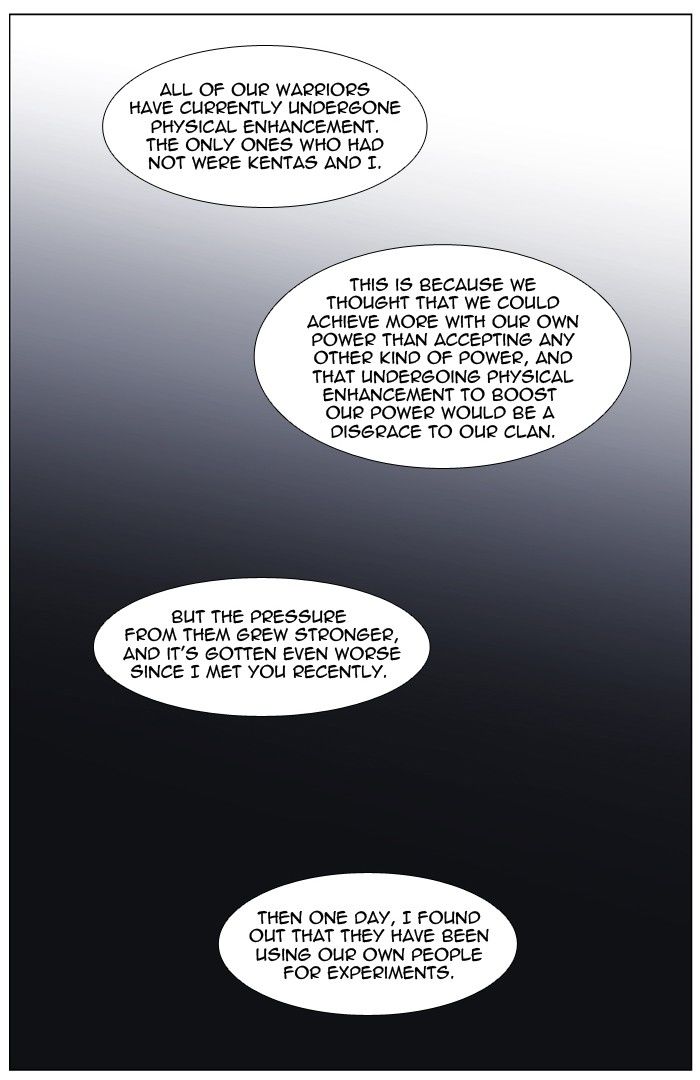 ALL OF OUR WARRIORS
HAVE CURRENTLY UNDERGONE
PHYSICAL ENHANCEMENT.
THE ONLY ONES WHO HAD
NOT WERE KENTAS AND I.
THIS IS BECAUSE WE
THOUGHT THAT WE COULD
ACHIEVE MORE WITH OUR OWN
POWER THAN ACCEPTING ANY
OTHER KIND OF POWER, AND
THAT UNDERGOING PHYSICAL
ENHANCEMENT TO BOOST
OUR POWER WOULD BE A
DISGRACE TO OUR CLAN.
BUT THE PRESSURE
FROM THEM GREW STRONGER,
AND IT'S GOTTEN EVEN WORSE
SINCE I MET YOU RECENTLY.
THEN ONE DAY, I FOUND
OUT THAT THEY HAVE BEEN
USING OUR OWN PEOPLE
FOR EXPERIMENTS.